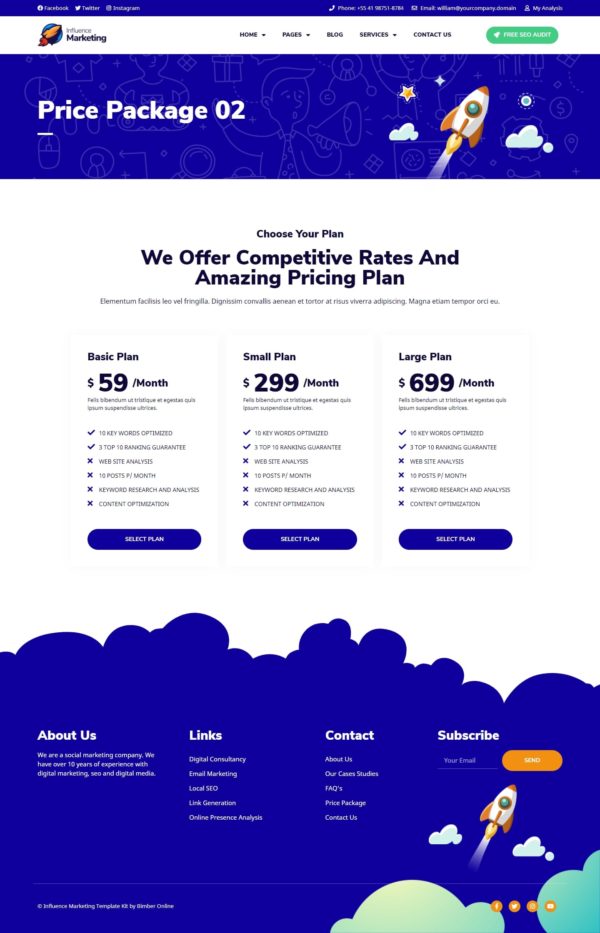 Facebook Twitter Instagram Phone: +55 41 98751-8784 Email: william@yourcompany.domain My Analysis
Influence
Marketing
HOME PAGES BLOG SERVICES CONTACT US FREE SEO AUDIT
Price Package 02
Choose Your Plan
We Offer Competitive Rates And
Amazing Pricing Plan
Elementum facilisis leo vel fringilla. Dignissim convallis aenean et tortor at risus viverra adipiscing. Magna etiam tempor orci eu.
Basic Plan
$ 59 /Month
Felis bibendum ut tristique et egestas quis
ipsum suspendisse ultrices.
10 KEY WORDS OPTIMIZED
3 TOP 10 RANKING GUARANTEE
WEB SITE ANALYSIS
10 POSTS P/ MONTH
KEYWORD RESEARCH AND ANALYSIS
CONTENT OPTIMIZATION
SELECT PLAN
Small Plan
$ 299 /Month
Felis bibendum ut tristique et egestas quis
ipsum suspendisse ultrices.
10 KEY WORDS OPTIMIZED
3 TOP 10 RANKING GUARANTEE
WEB SITE ANALYSIS
10 POSTS P/ MONTH
KEYWORD RESEARCH AND ANALYSIS
CONTENT OPTIMIZATION
SELECT PLAN
Large Plan
$ 699 /Month
Felis bibendum ut tristique et egestas quis
ipsum suspendisse ultrices.
10 KEY WORDS OPTIMIZED
3 TOP 10 RANKING GUARANTEE
WEB SITE ANALYSIS
10 POSTS P/ MONTH
KEYWORD RESEARCH AND ANALYSIS
CONTENT OPTIMIZATION
SELECT PLAN
About Us
We are a social marketing company. We
have over 10 years of experience with
digital marketing, seo and digital media.
Links
Digital Consultancy
Email Marketing
Local SEO
Link Generation
Online Presence Analysis
Contact
About Us
Our Cases Studies
FAQ's
Price Package
Contact Us
Subscribe
Your Email SEND
© Influence Marketing Template Kit by Bimber Online